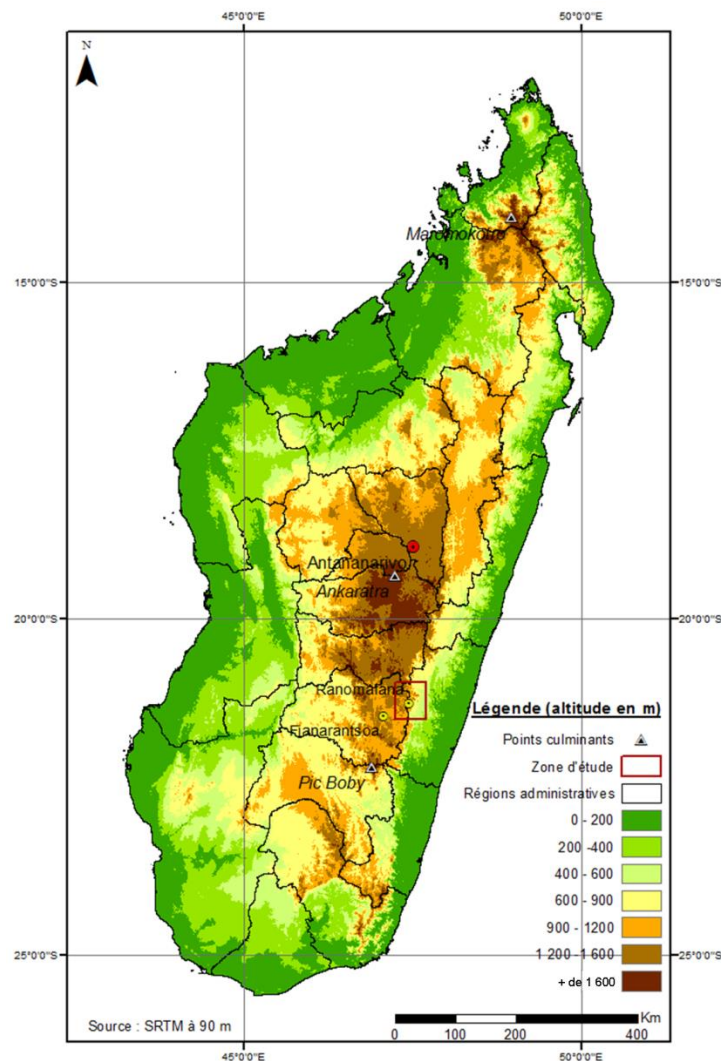 45°0'0"E 50°0'0"E
N
Maromokotro
15°0'0"S 15°0'0"S
Antananarivo
Ankaratra
20°0'0"S 20°0'0"S
Ranomafana
Fianarantsoa
Pic Boby
Légende (altitude en m)
Points culminants
Zone d'étude
Régions administratives
0 - 200
200 -400
400 - 600
600 - 900
900 - 1200
1 200 - 1 600
+ de 1 600
25°0'0"S 25°0'0"S
Km
0 100 200 400
Source : SRTM à 90 m
45°0'0"E 50°0'0"E